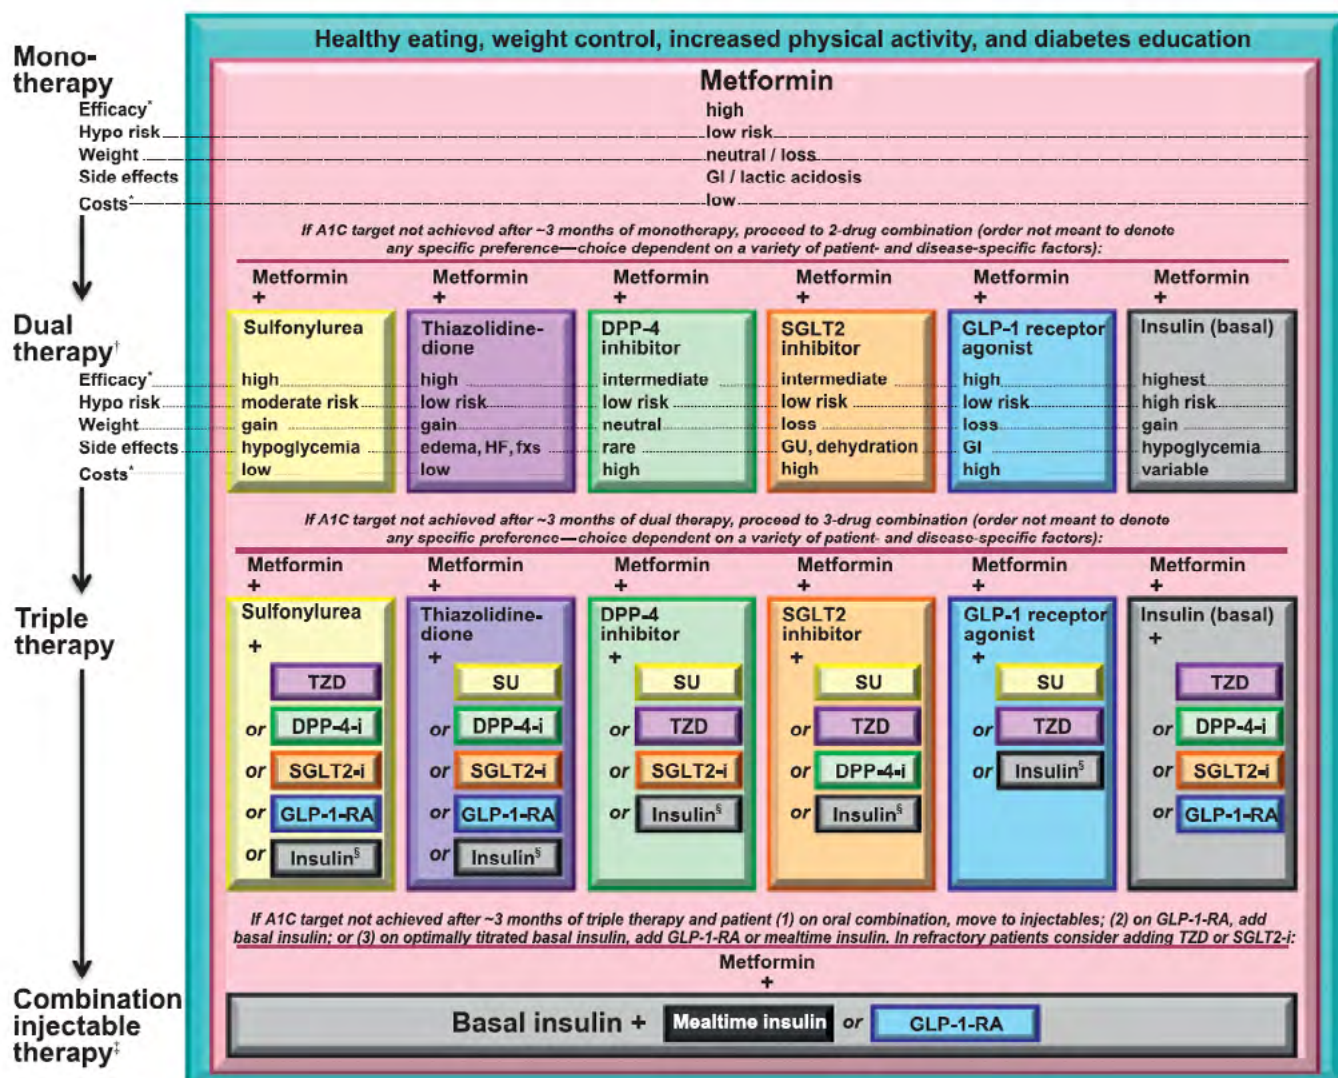 Healthy eating, weight control, increased physical activity, and diabetes education
Mono-
therapy
Metformin
Efficacy* high
Hypo risk low risk
Weight neutral / loss
Side effects GI / lactic acidosis
Costs* low
If A1C target not achieved after ~3 months of monotherapy, proceed to 2-drug combination (order not meant to denote
any specific preference—choice dependent on a variety of patient- and disease-specific factors):
Metformin Metformin Metformin Metformin Metformin Metformin
+ + + + + +
Dual
therapy†
Sulfonylurea Thiazolidine- DPP-4 SGLT2 GLP-1 receptor Insulin (basal)
dione inhibitor inhibitor agonist
Efficacy* high high intermediate intermediate high highest
Hypo risk moderate risk low risk low risk low risk low risk high risk
Weight gain gain neutral loss loss gain
Side effects hypoglycemia edema, HF, fxs rare GU, dehydration GI hypoglycemia
Costs* low low high high high variable
If A1C target not achieved after ~3 months of dual therapy, proceed to 3-drug combination (order not meant to denote
any specific preference—choice dependent on a variety of patient- and disease-specific factors):
Metformin Metformin Metformin Metformin Metformin Metformin
+ + + + + +
Triple
therapy
Sulfonylurea Thiazolidine- DPP-4 SGLT2 GLP-1 receptor Insulin (basal)
dione inhibitor inhibitor agonist
+ + + + + +
TZD SU SU SU SU TZD
or DPP-4-i or DPP-4-i or TZD or TZD or TZD or DPP-4-i
or SGLT2-i or SGLT2-i or SGLT2-i or DPP-4-i or Insulin§ or SGLT2-i
or GLP-1-RA or GLP-1-RA or Insulin§ or Insulin§ or GLP-1-RA
or Insulin§ or Insulin§
If A1C target not achieved after ~3 months of triple therapy and patient (1) on oral combination, move to injectables; (2) on GLP-1-RA, add
basal insulin; or (3) on optimally titrated basal insulin, add GLP-1-RA or mealtime insulin. In refractory patients consider adding TZD or SGLT2-i:
Metformin
+
Combination
injectable
therapy‡
Basal insulin + Mealtime insulin or GLP-1-RA